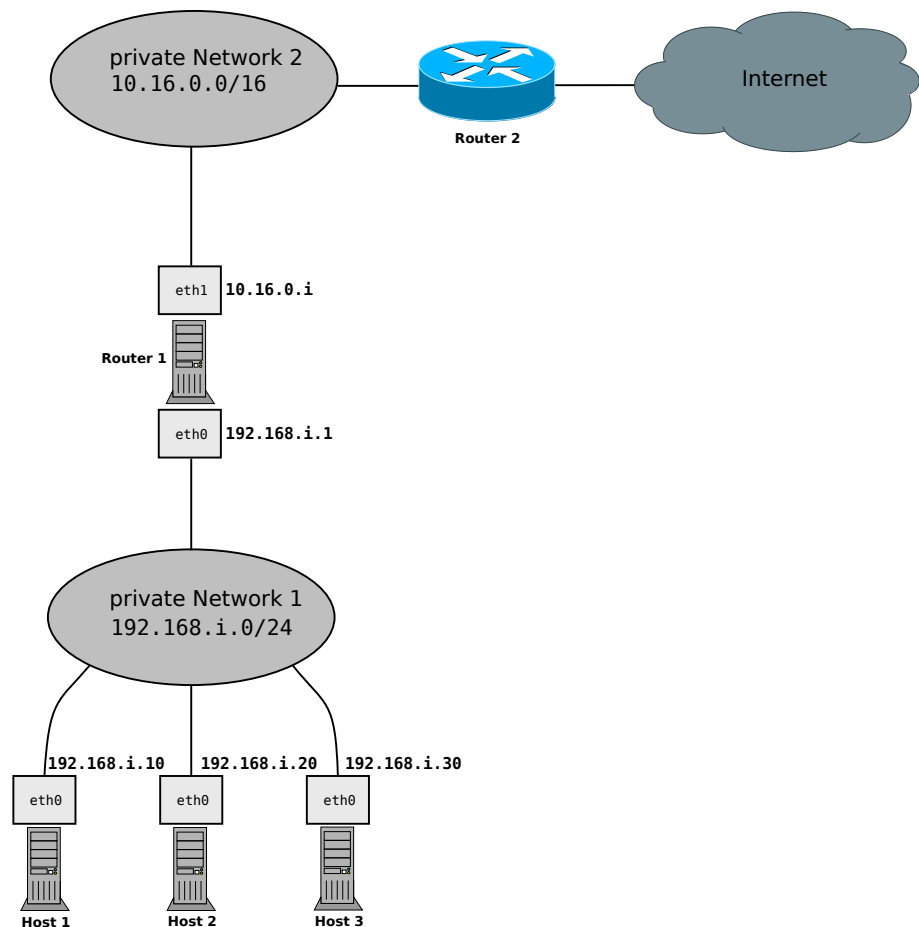 private Network 2
10.16.0.0/16
Internet
Router 2
eth1
10.16.0.i
Router 1
eth0
192.168.i.1
private Network 1
192.168.i.0/24
192.168.i.10
192.168.i.20
192.168.i.30
eth0
eth0
eth0
Host 1
Host 2
Host 3